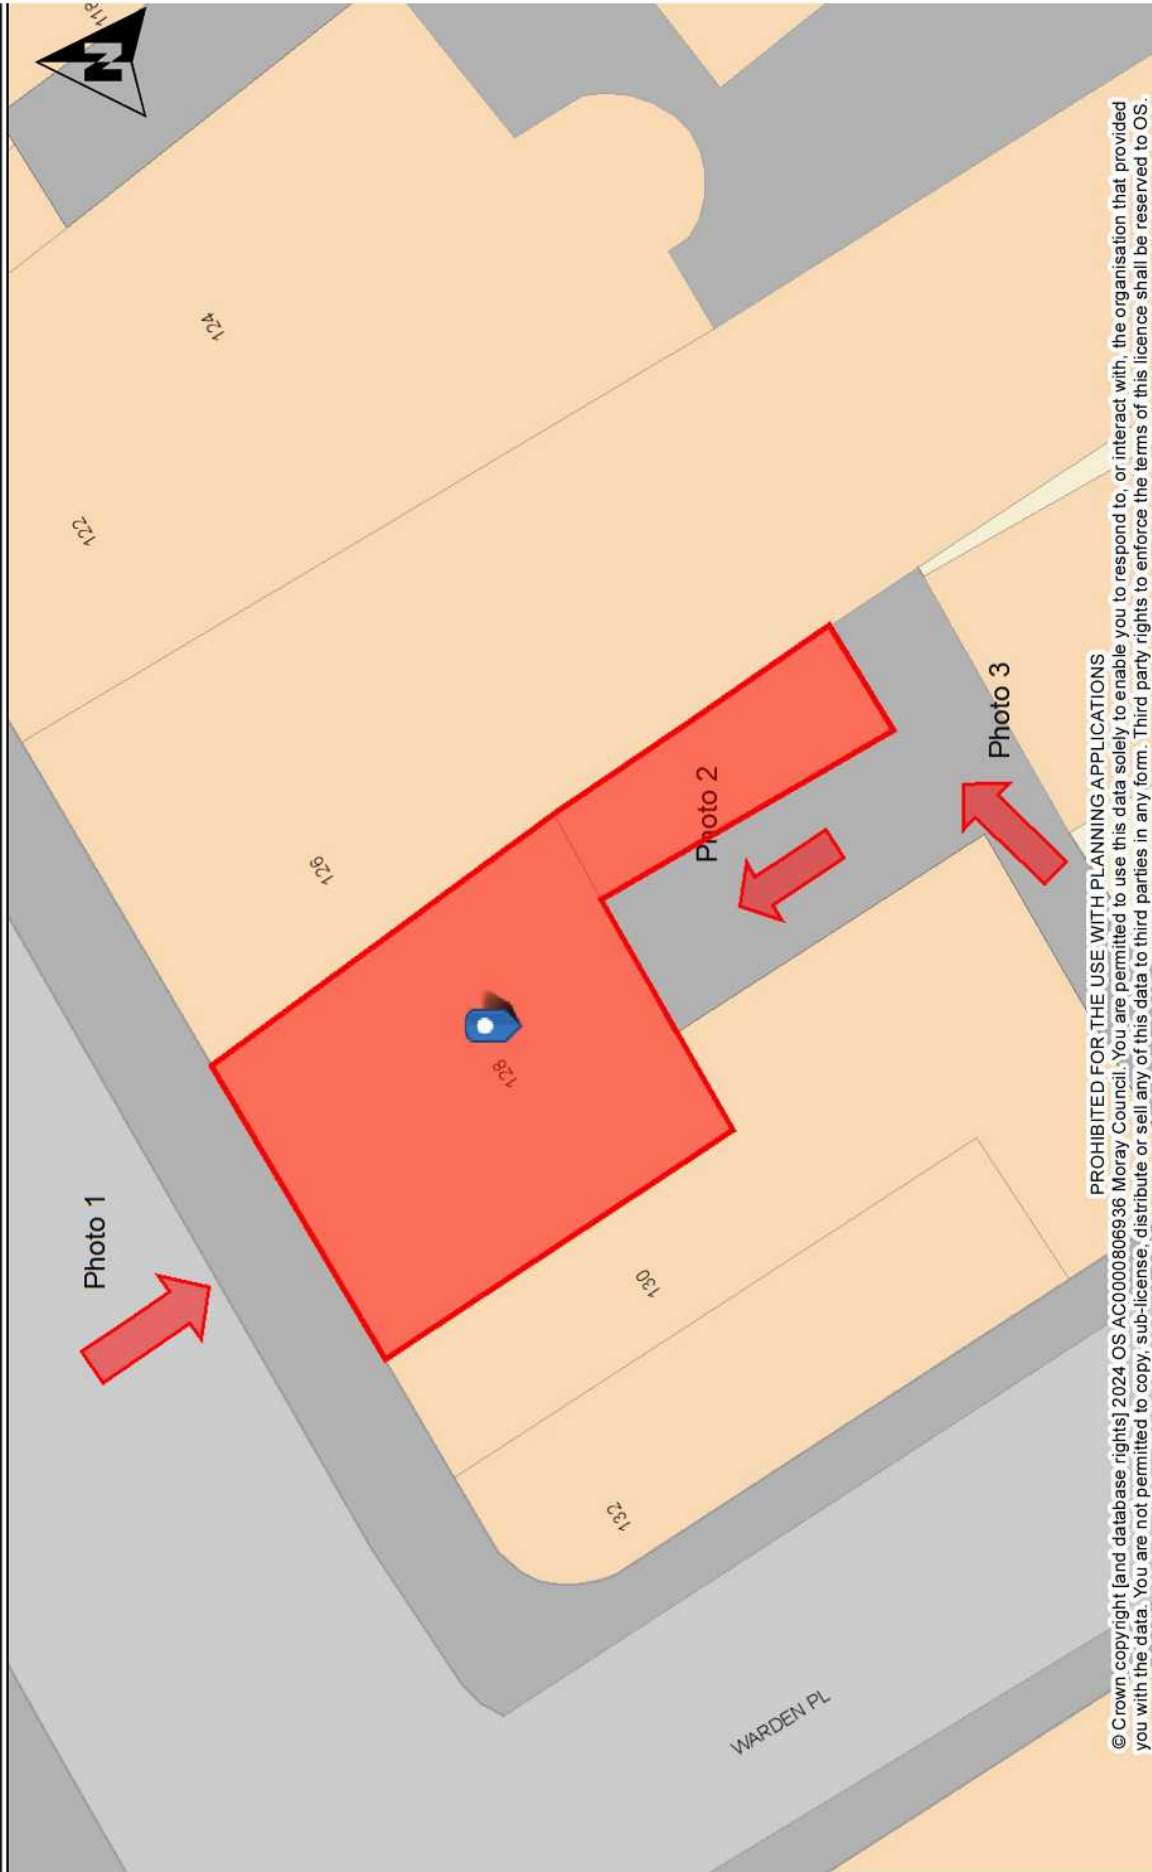 118
N
124
122
126
128
130
132
Photo 1
Photo 2
Photo 3
WARDEN PL
PROHIBITED FOR THE USE WITH PLANNING APPLICATIONS
© Crown copyright [and database rights] 2024 OS AC0000806936 Moray Council. You are permitted to use this data solely to enable you to respond to, or interact with, the organisation that provided
you with the data. You are not permitted to copy, sub-license, distribute or sell any of this data to third parties in any form. Third party rights to enforce the terms of this licence shall be reserved to OS.